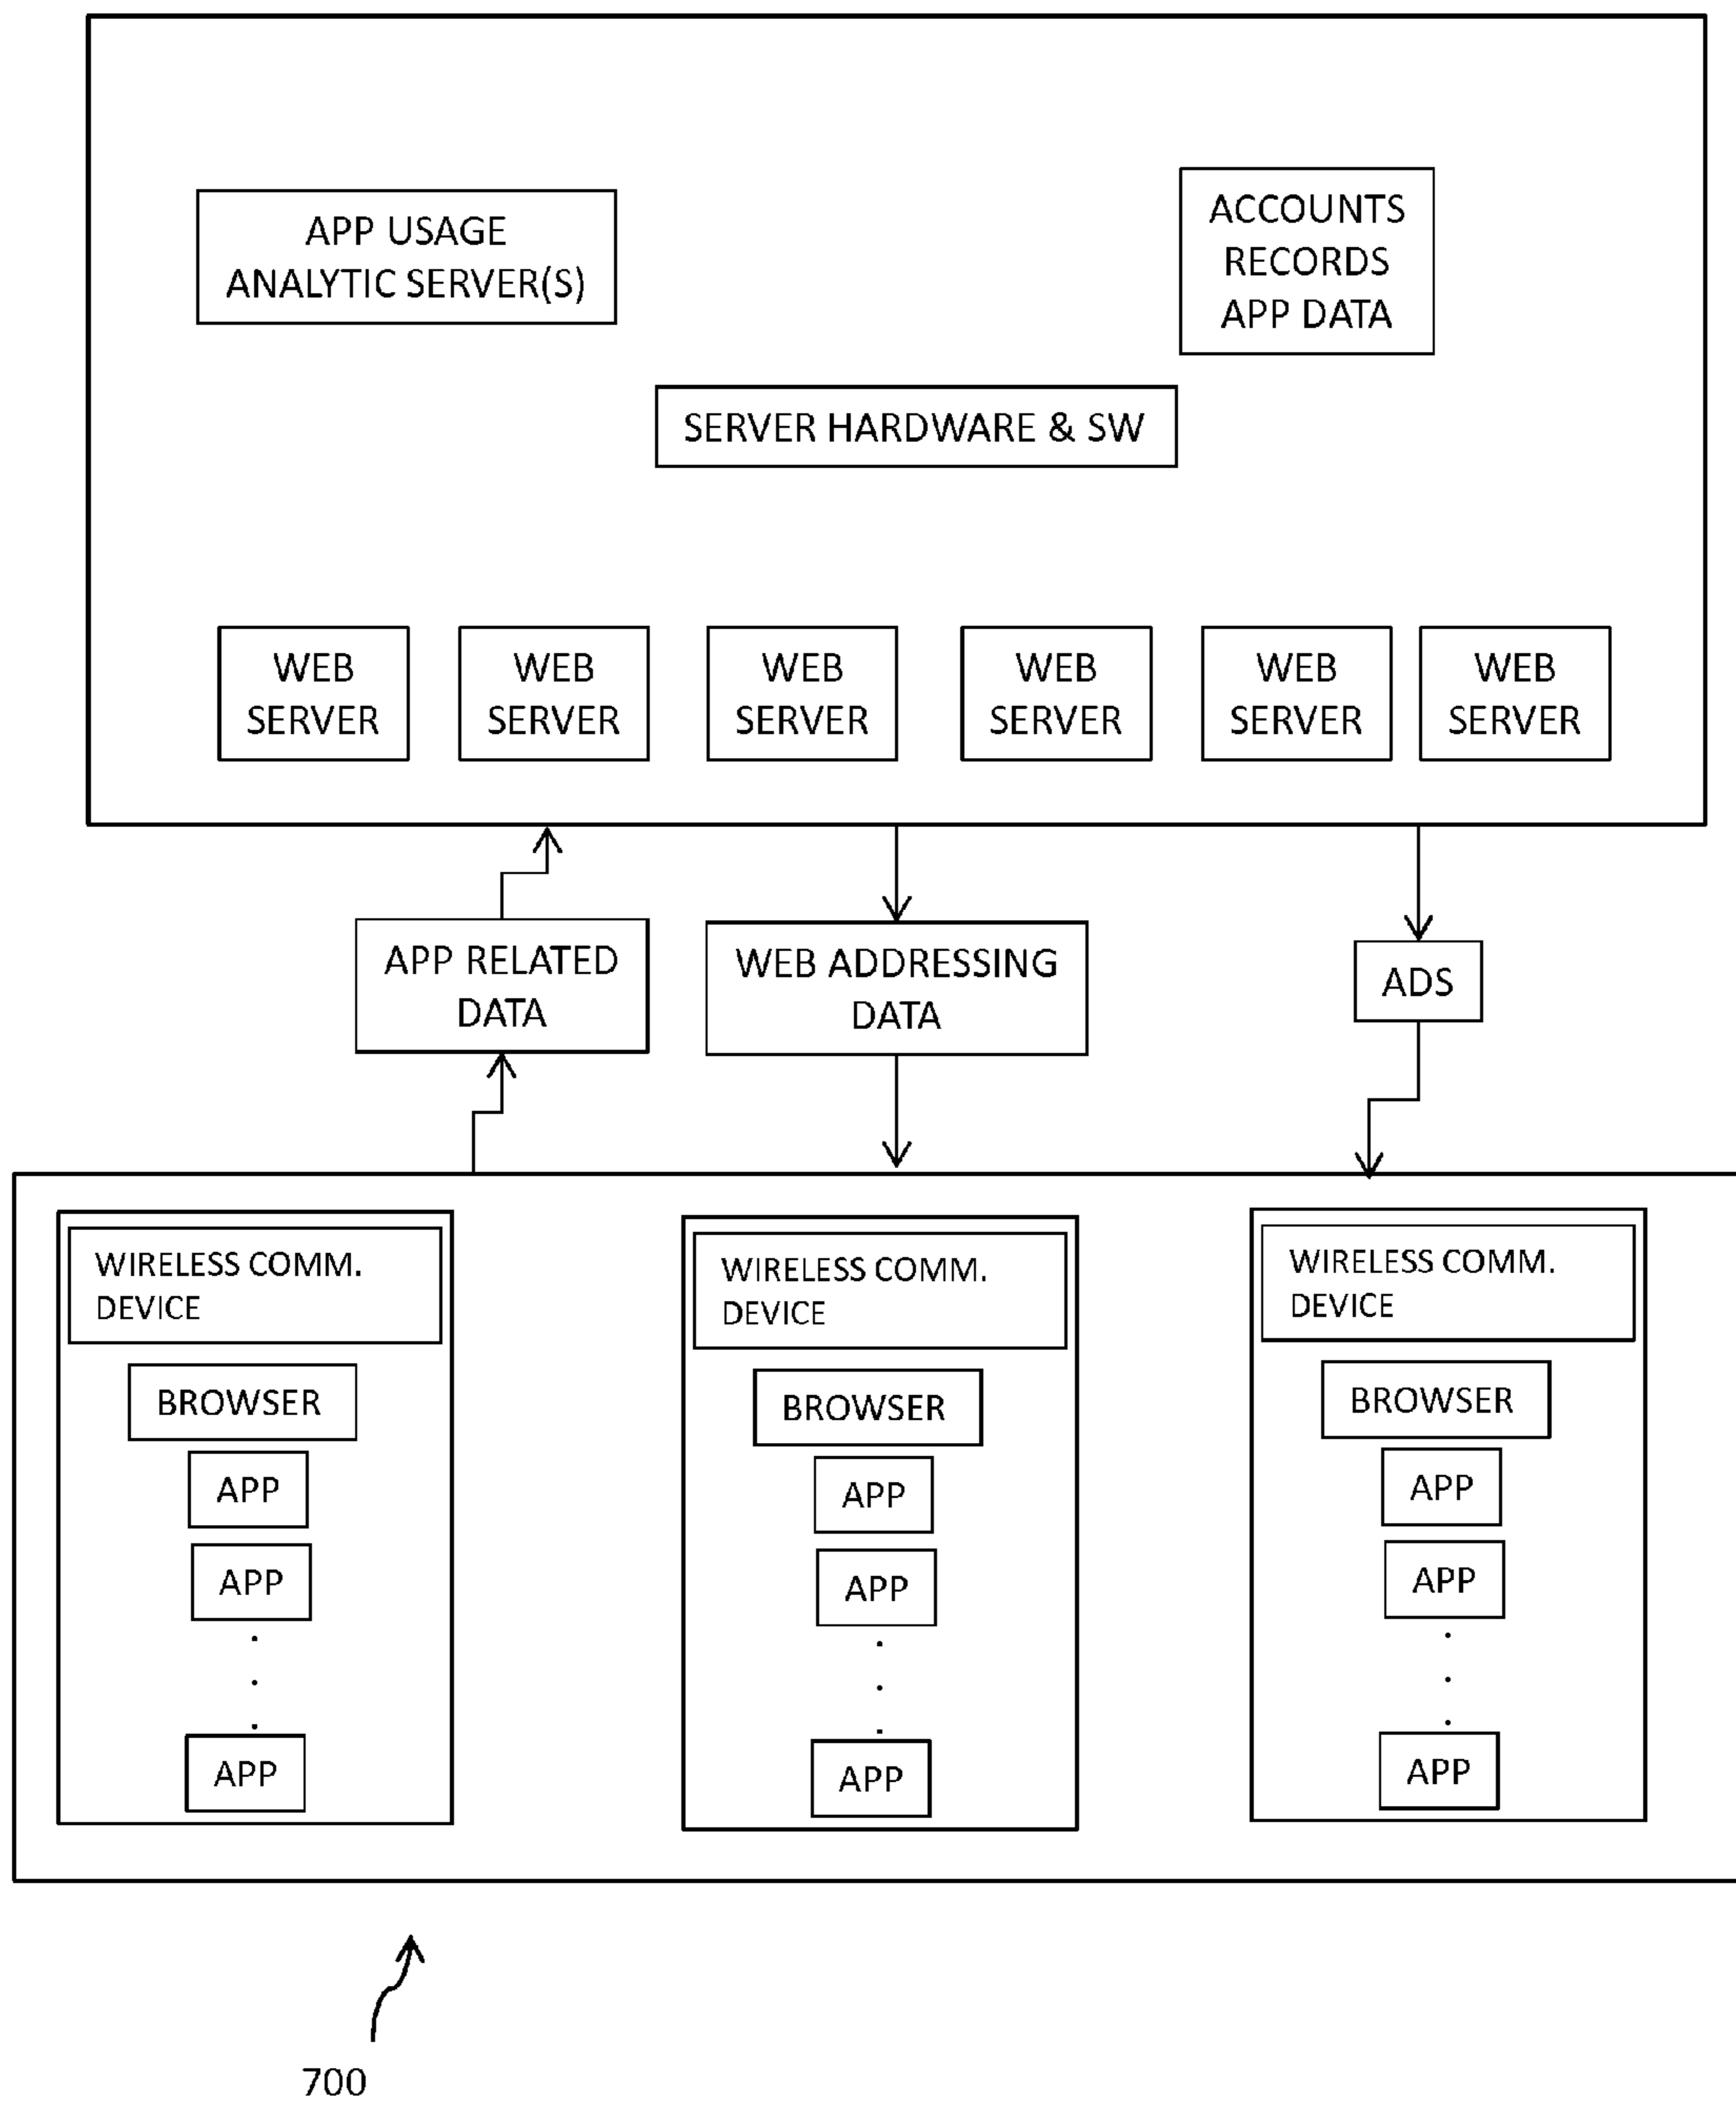 APP USAGE
ANALYTIC SERVER(S)
ACCOUNTS
RECORDS
APP DATA
SERVER HARDWARE & SW
WEB
SERVER
WEB
SERVER
WEB
SERVER
WEB
SERVER
WEB
SERVER
WEB
SERVER
APP RELATED
DATA
WEB ADDRESSING
DATA
ADS
WIRELESS COMM.
DEVICE
BROWSER
APP
APP
.
.
.
APP
WIRELESS COMM.
DEVICE
BROWSER
APP
APP
.
.
.
APP
WIRELESS COMM.
DEVICE
BROWSER
APP
APP
.
.
.
APP
700